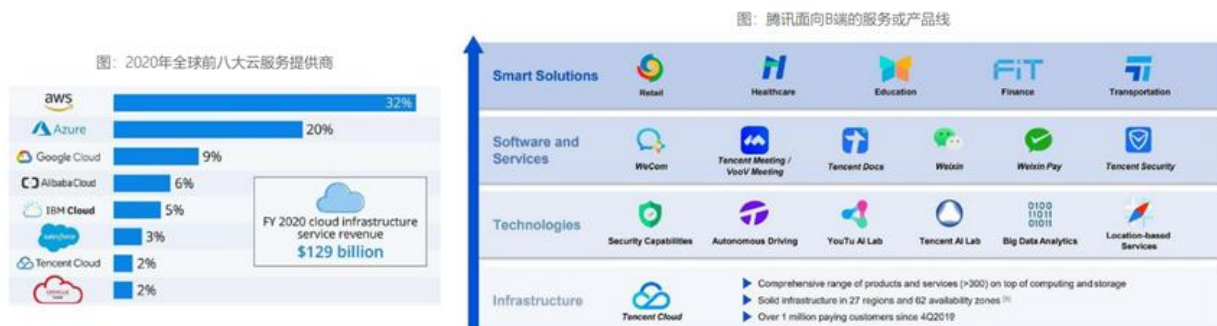 图：2020年全球前八大云服务提供商
aws
32%
Azure
20%
Google Cloud
9%
Alibaba Cloud
6%
IBM Cloud
5%
salesforce
3%
Tencent Cloud
2%
ORACLE
2%
FY 2020 cloud infrastructure
service revenue
$129 billion
图：腾讯面向B端的服务或产品线
Smart Solutions
Retail
Healthcare
Education
FiT
Finance
Transportation
Software and
Services
WeCom
Tencent Meeting /
VooV Meeting
Tencent Docs
Weixin
Weixin Pay
Tencent Security
Technologies
Security Capabilities
Autonomous Driving
YouTu AI Lab
Tencent AI Lab
0100
11011
01011
Big Data Analytics
Location-based
Services
Infrastructure
Tencent Cloud
Comprehensive range of products and services (>300) on top of computing and storage
Solid infrastructure in 27 regions and 62 availability zones
Over 1 million paying customers since 4Q2019